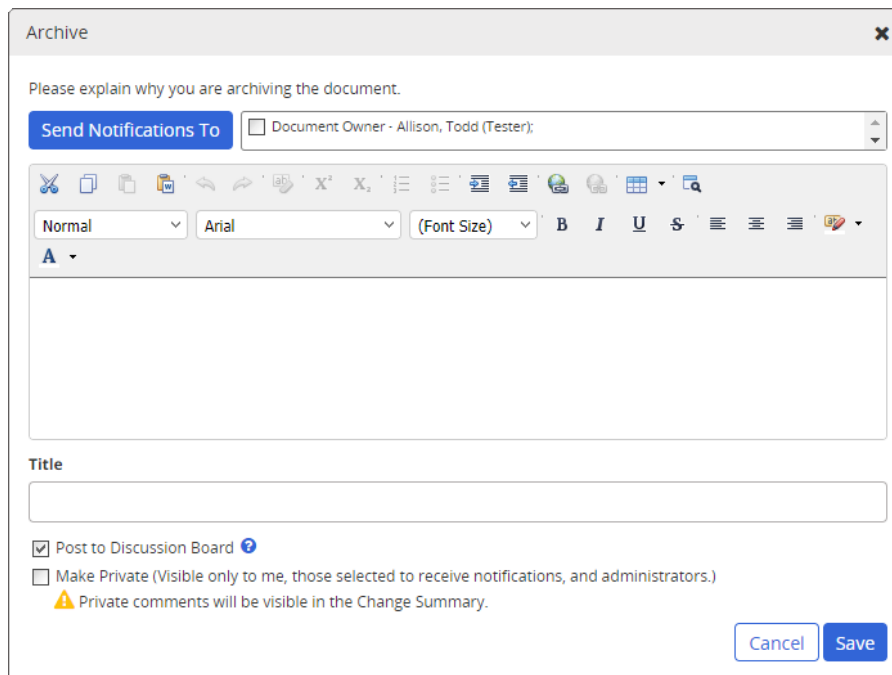 Archive
Please explain why you are archiving the document.
Send Notifications To
Document Owner - Allison, Todd (Tester);
Normal
Arial
(Font Size)
B I U S
A
Title
Post to Discussion Board
Make Private (Visible only to me, those selected to receive notifications, and administrators.)
Private comments will be visible in the Change Summary.
Cancel
Save